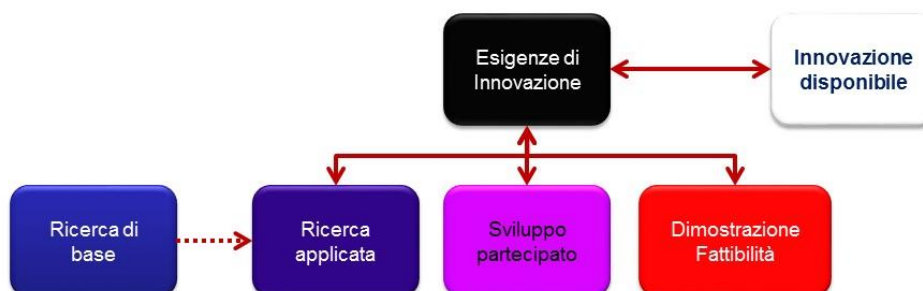 Esigenze di
Innovazione
Innovazione
disponibile
Ricerca di
base
Ricerca
applicata
Sviluppo
partecipato
Dimostrazione
Fattibilità